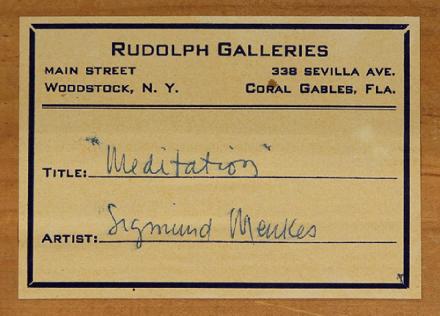 RUDOLPH GALLERIES
MAIN STREET 338 SEVILLA AVE.
WOODSTOCK, N. Y. CORAL GABLES, FLA.
TITLE: "Meditation"
ARTIST: Sigmund Menkes